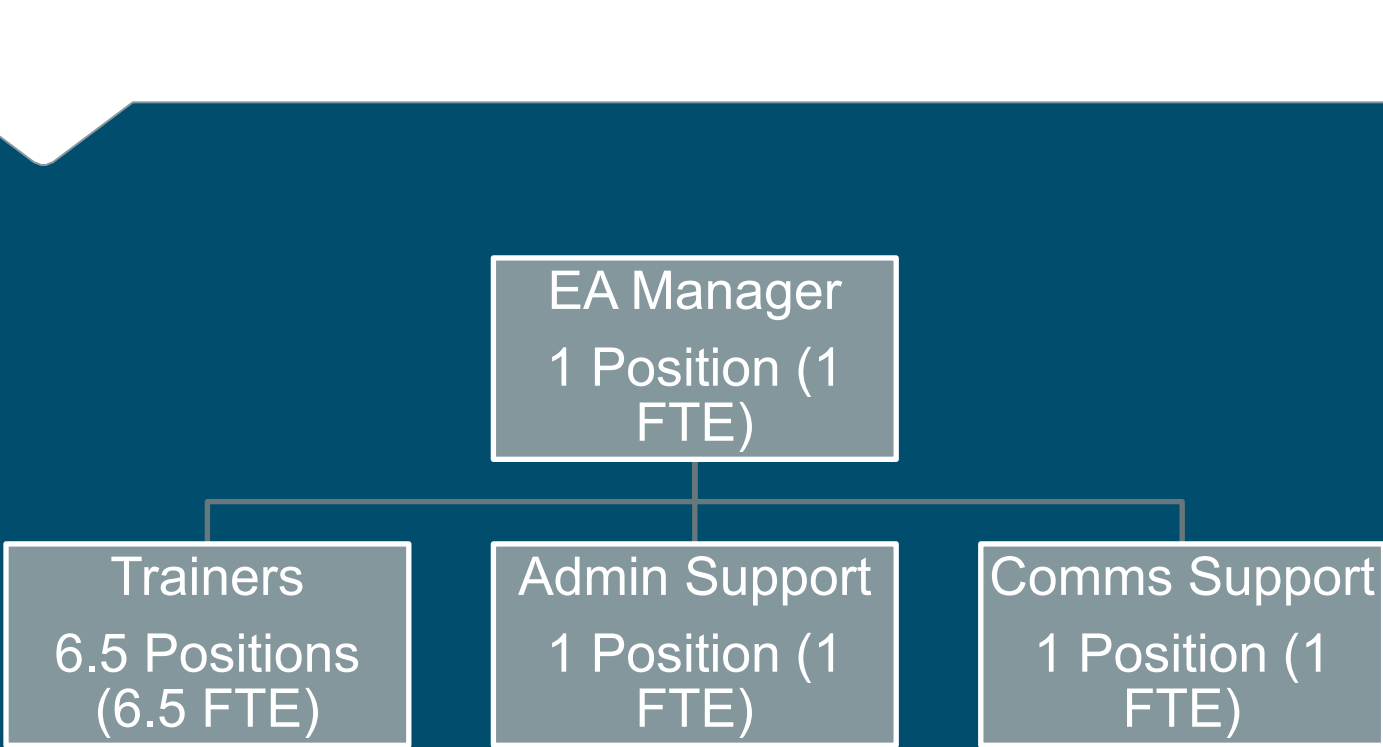 EA Manager
1 Position (1
FTE)
Trainers
6.5 Positions
(6.5 FTE)
Admin Support
1 Position (1
FTE)
Comms Support
1 Position (1
FTE)